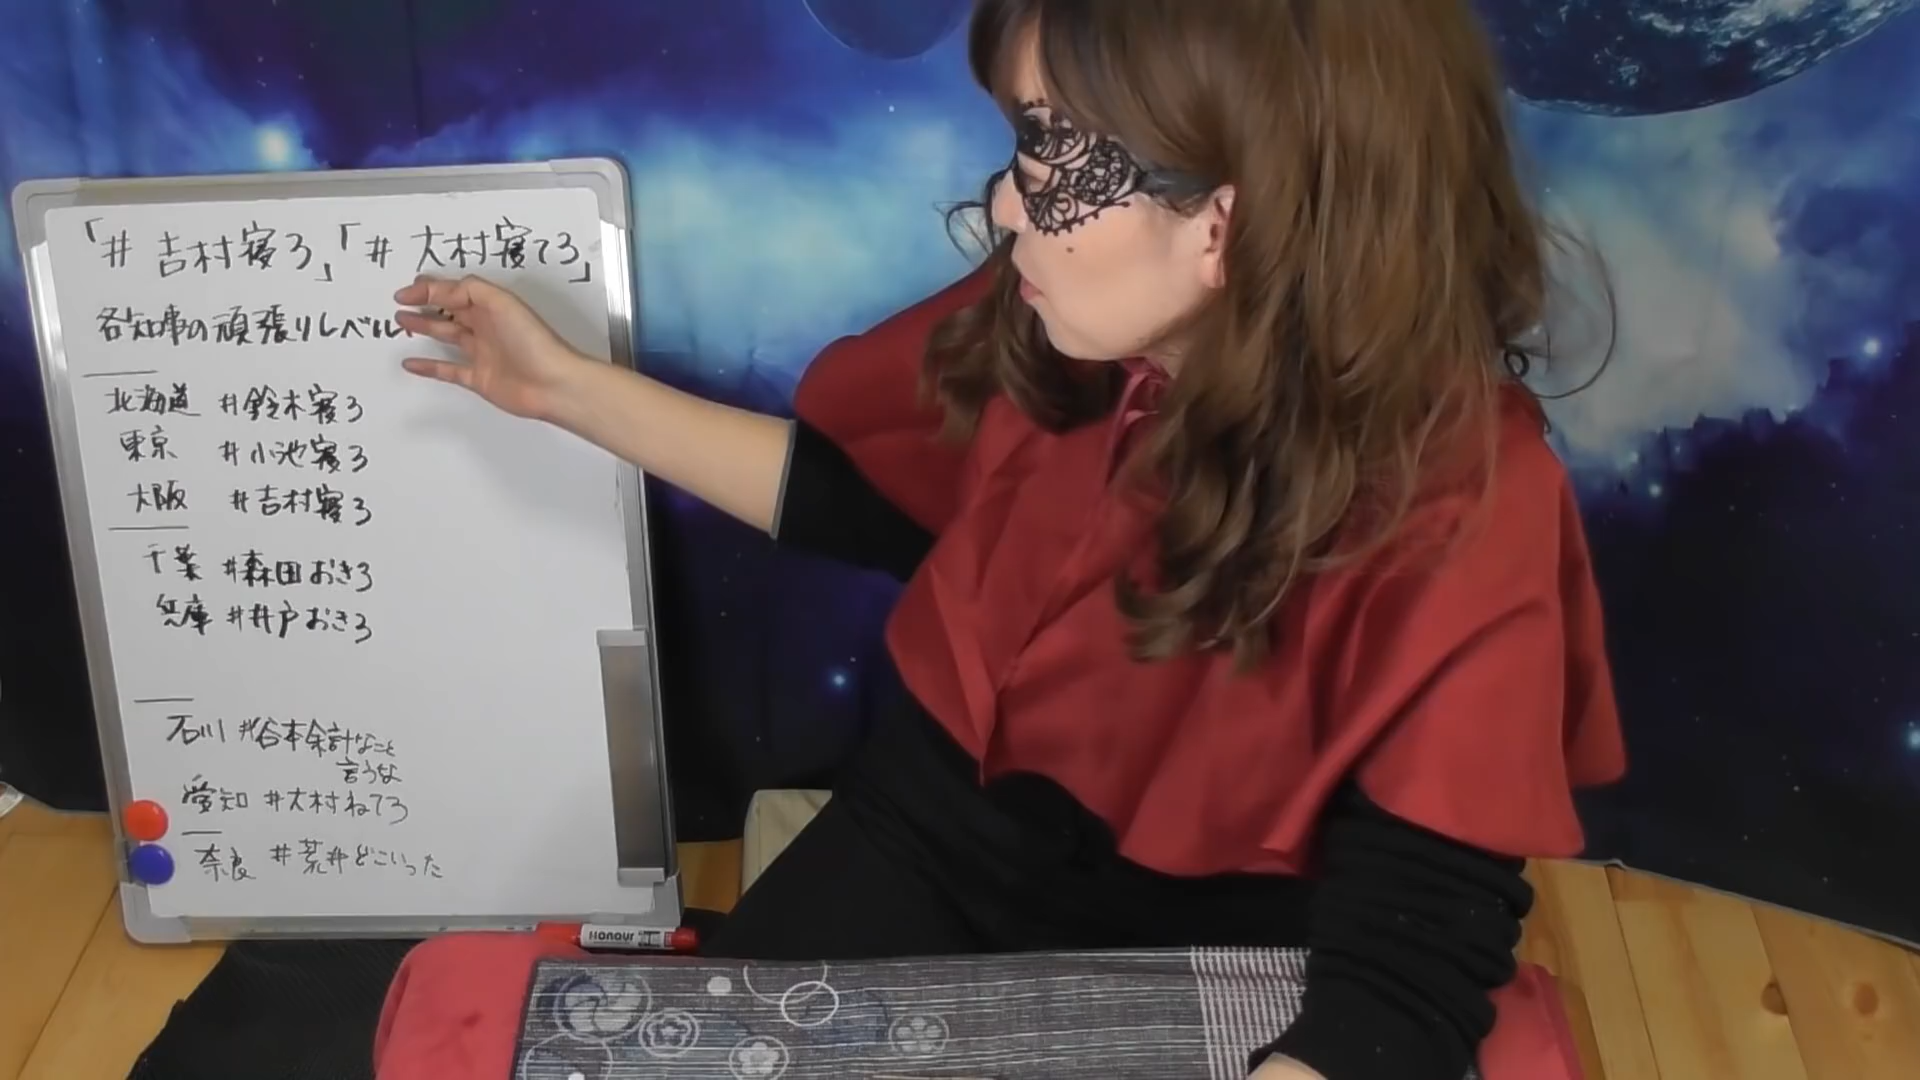 「# 吉村寝ろ」「# 大村寝てろ」
各知事の頑張りレベル
北海道 #鈴木寝ろ
東京 #小池寝ろ
大阪 #吉村寝ろ
千葉 #森田おきろ
兵庫 #井戸おきろ
石川 #谷本余計なこと
言うな
愛知 #大村ねてろ
奈良 #荒井どこいった
HONOUR